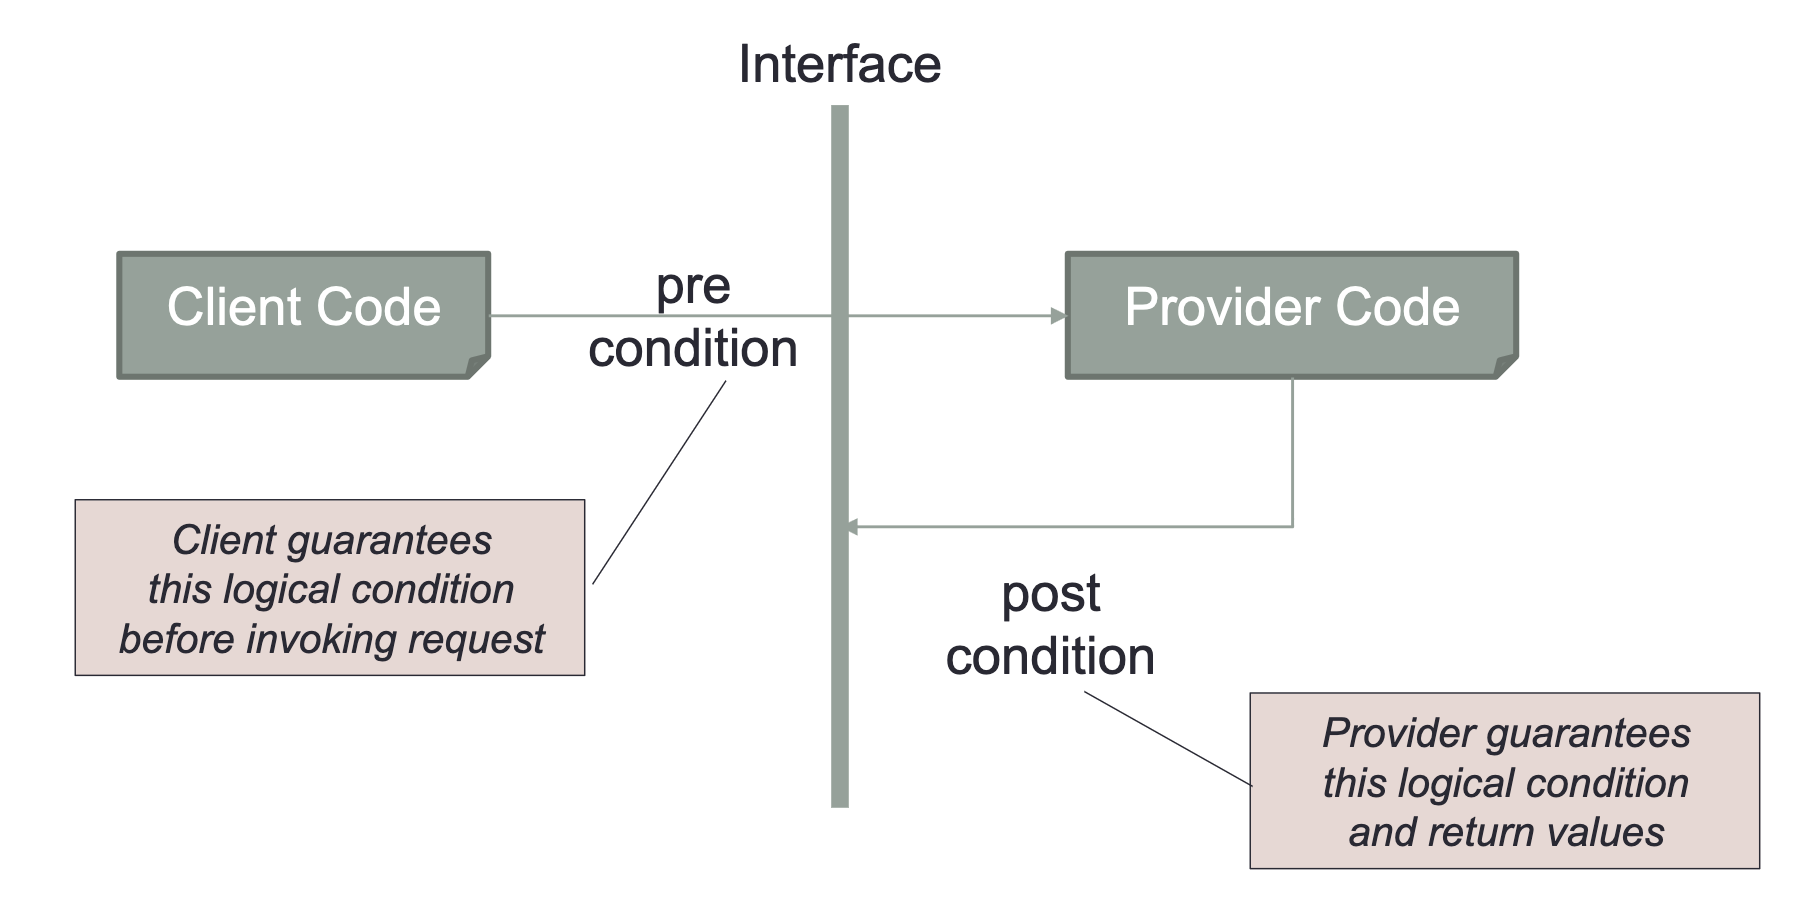 Interface
Client Code
pre
condition
Provider Code
Client guarantees
this logical condition
before invoking request
post
condition
Provider guarantees
this logical condition
and return values